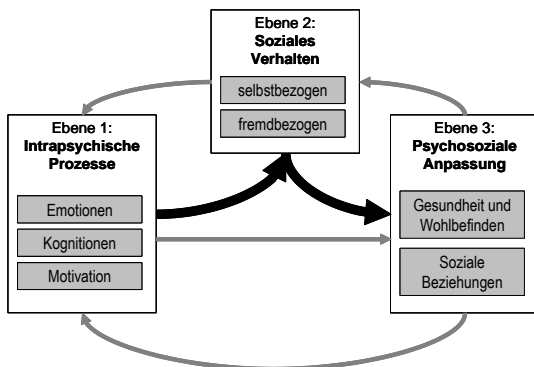 Ebene 2:
Soziales
Verhalten
selbstbezogen
fremdbezogen
Ebene 1:
Intrapsychische
Prozesse
Emotionen
Kognitionen
Motivation
Ebene 3:
Psychosoziale
Anpassung
Gesundheit und
Wohlbefinden
Soziale
Beziehungen